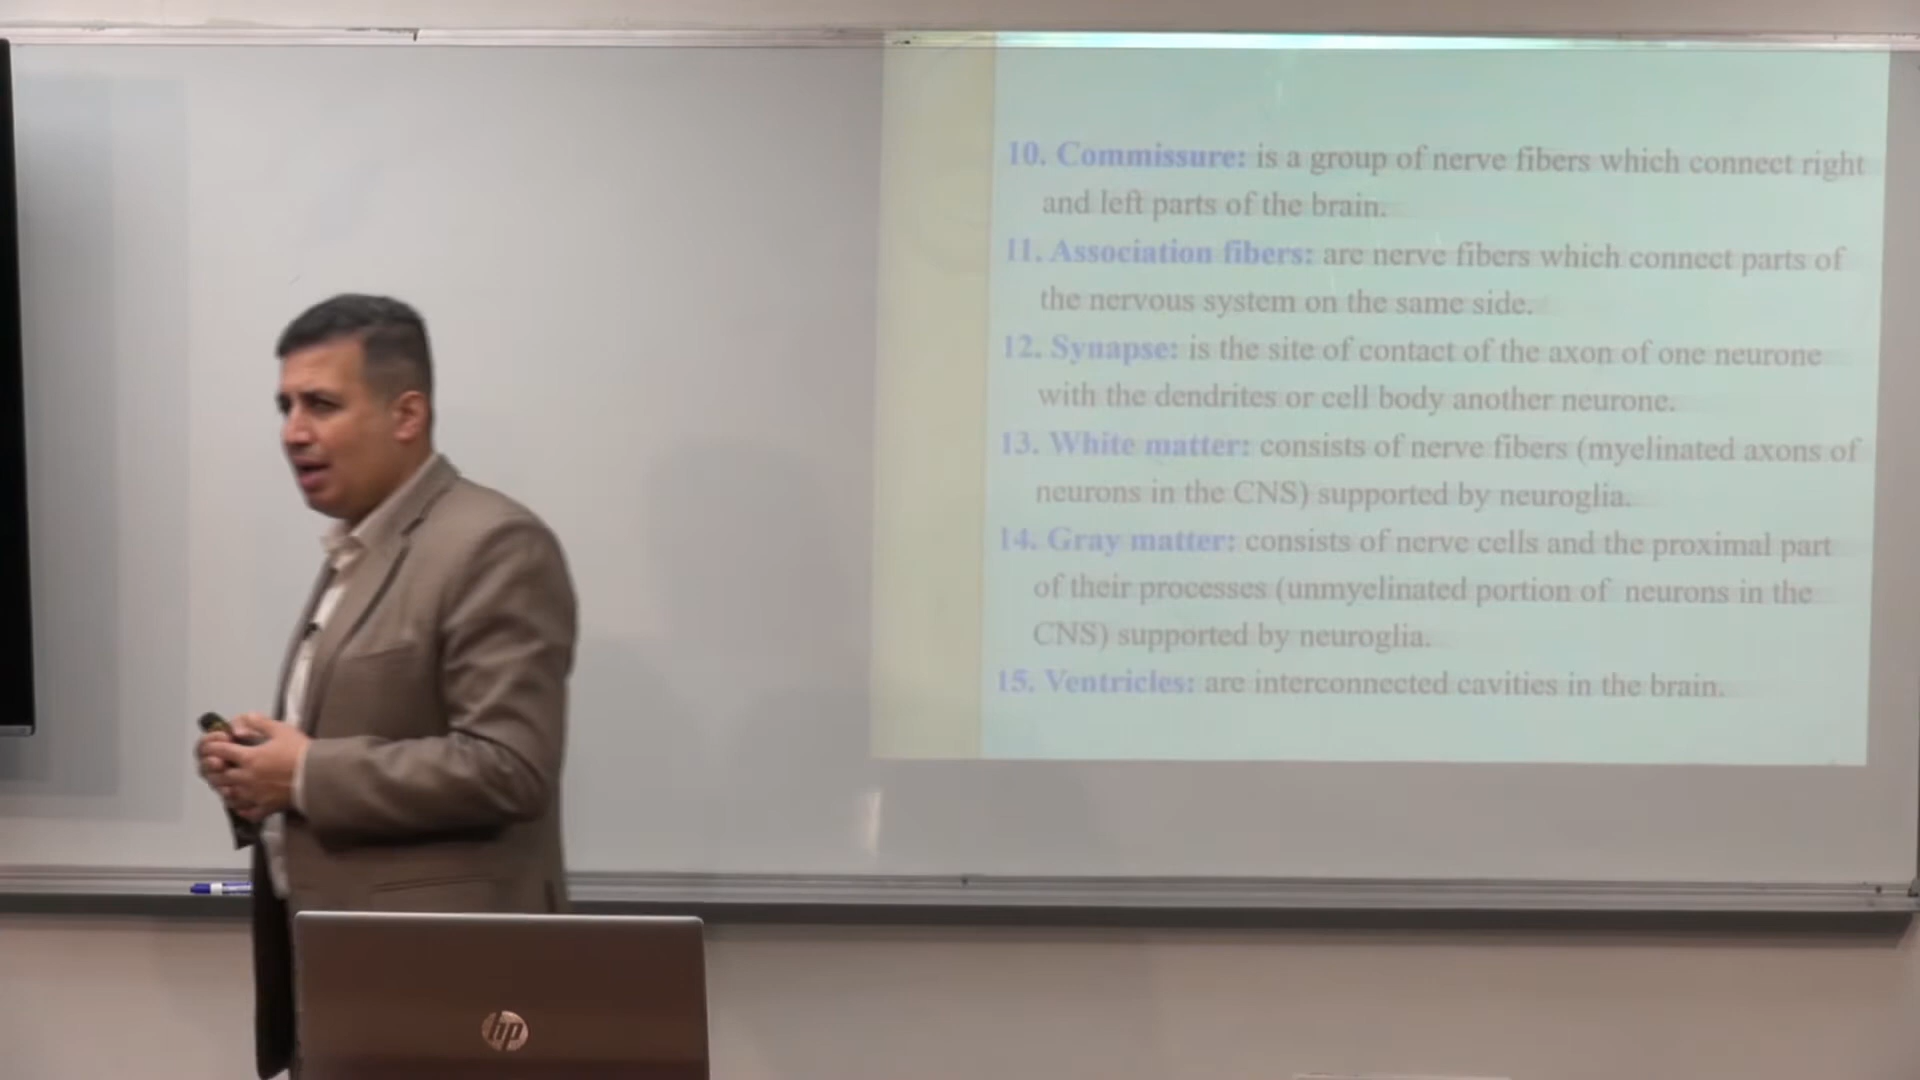 10. Commissure: is a group of nerve fibers which connect right
and left parts of the brain.
11. Association fibers: are nerve fibers which connect parts of
the nervous system on the same side.
12. Synapse: is the site of contact of the axon of one neurone
with the dendrites or cell body another neurone.
13. White matter: consists of nerve fibers (myelinated axons of
neurons in the CNS) supported by neuroglia.
14. Gray matter: consists of nerve cells and the proximal part
of their processes (unmyelinated portion of neurons in the
CNS) supported by neuroglia.
15. Ventricles: are interconnected cavities in the brain.
hp